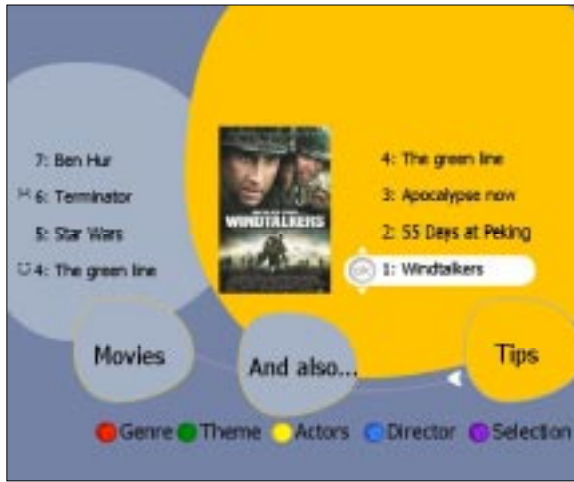 7: Ben Hur
6: Terminator
5: Star Wars
4: The green line
WINDTALKERS
4: The green line
3: Apocalypse now
2: 55 Days at Peking
ok 1: Windtalkers
Movies
And also...
Tips
Genre Theme Actors Director Selection